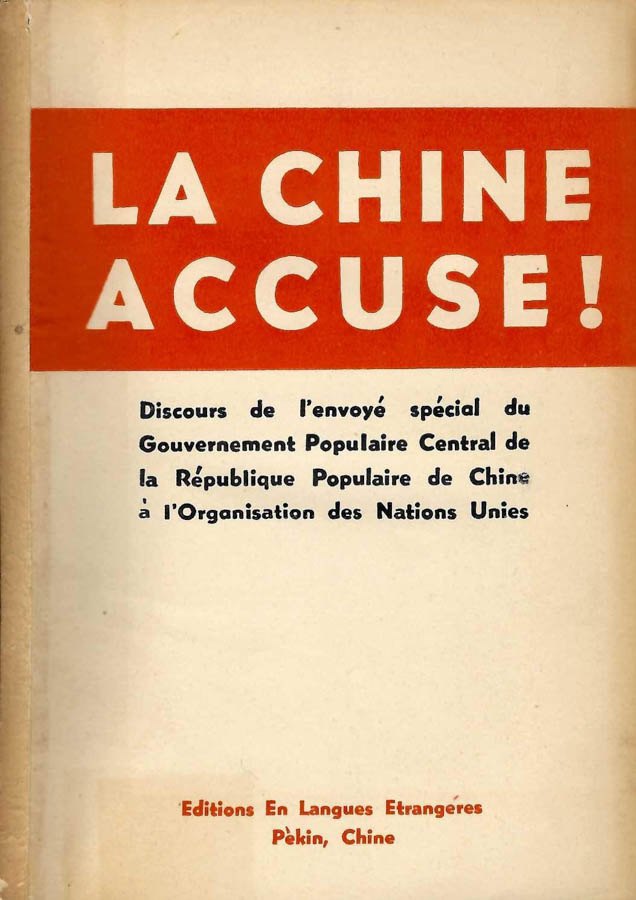 LA CHINE
ACCUSE !
Discours de l'envoyé spécial du
Gouvernement Populaire Central de
la République Populaire de Chine
à l'Organisation des Nations Unies
Editions En Langues Etrangeres
Pèkin, Chine